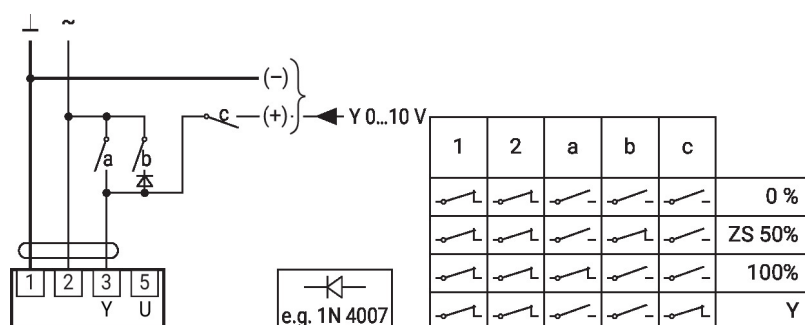 ⊥ ~
(–)
c (+) Y 0...10 V
a b
1 2 3 5
Y U
e.g. 1N 4007
1 2 a b c
0 %
ZS 50%
100%
Y